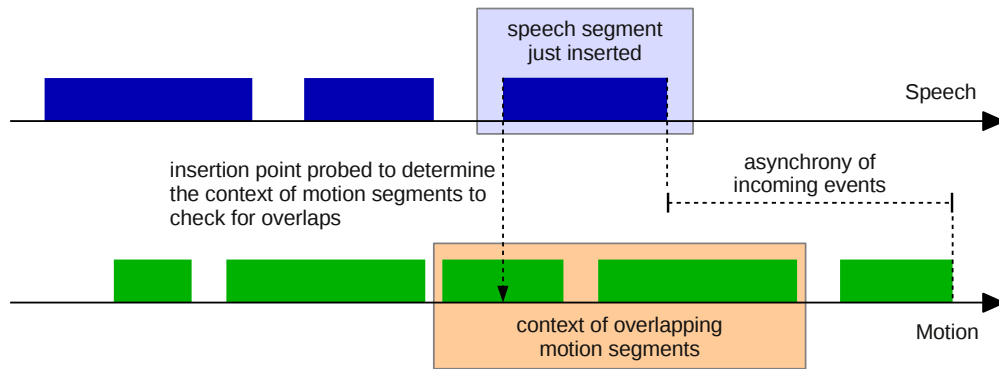 speech segment
just inserted
Speech
insertion point probed to determine
the context of motion segments to
check for overlaps
asynchrony of
incoming events
context of overlapping
motion segments
Motion